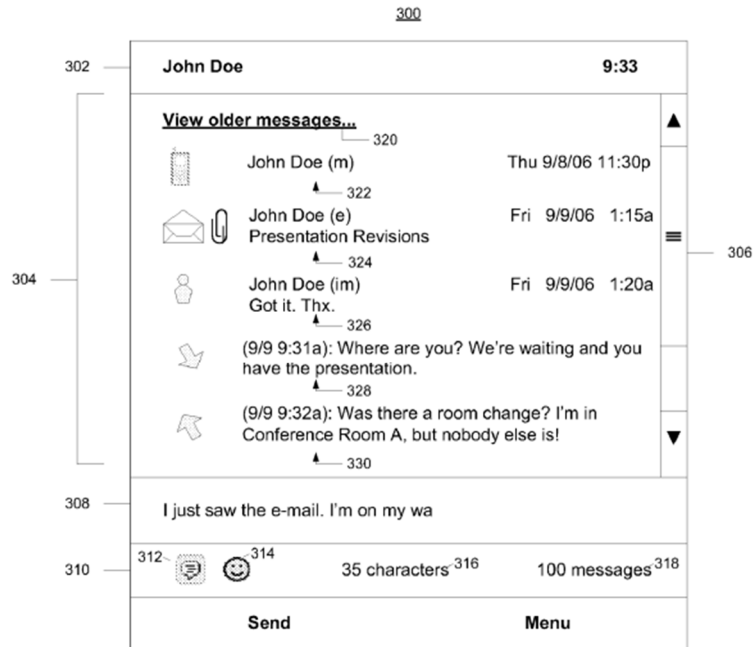 300
302
John Doe 9:33
View older messages...
320
John Doe (m) Thu 9/8/06 11:30p
322
John Doe (e) Fri 9/9/06 1:15a
Presentation Revisions
324
304
306
John Doe (im) Fri 9/9/06 1:20a
Got it. Thx.
326
(9/9 9:31a): Where are you? We're waiting and you
have the presentation.
328
(9/9 9:32a): Was there a room change? I'm in
Conference Room A, but nobody else is!
330
308
I just saw the e-mail. I'm on my wa
310
312 314 35 characters 316 100 messages 318
Send Menu